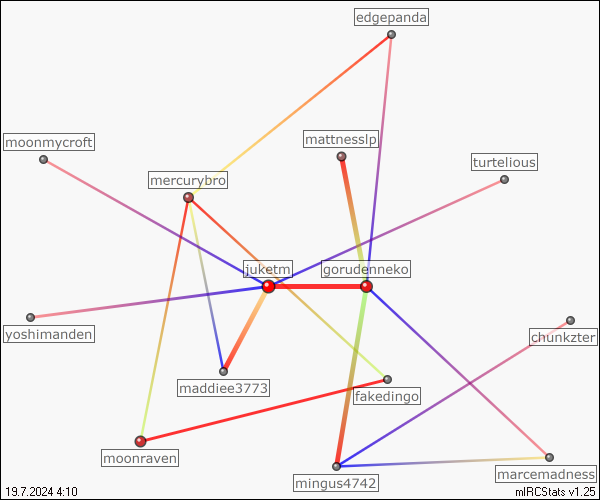 edgepanda
moonmycroft
mattnesslp
turtelious
mercurybro
juketm
gorudenneko
yoshimanden
chunkzter
maddiee3773
fakedingo
moonraven
mingus4742
marcemadness
19.7.2024 4:10
mIRCStats v1.25